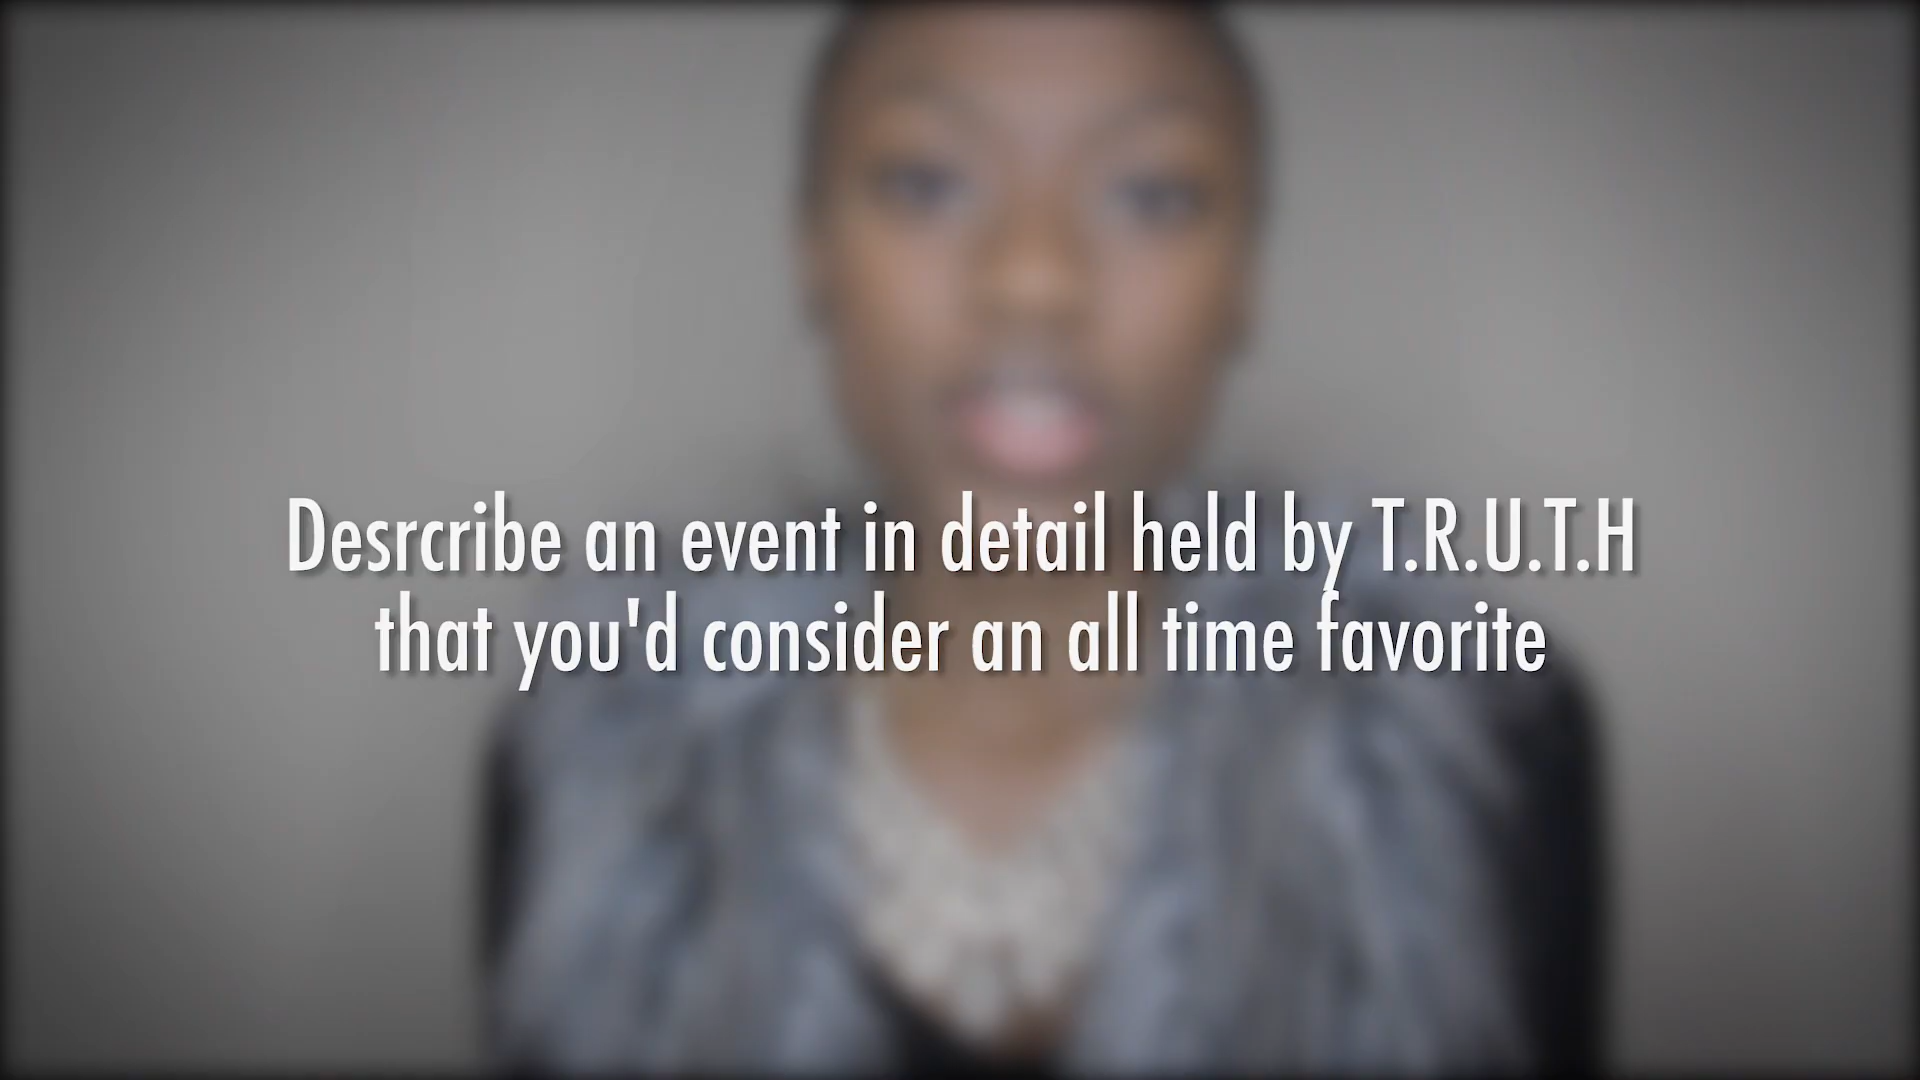 Desrcribe an event in detail held by T.R.U.T.H
that you'd consider an all time favorite